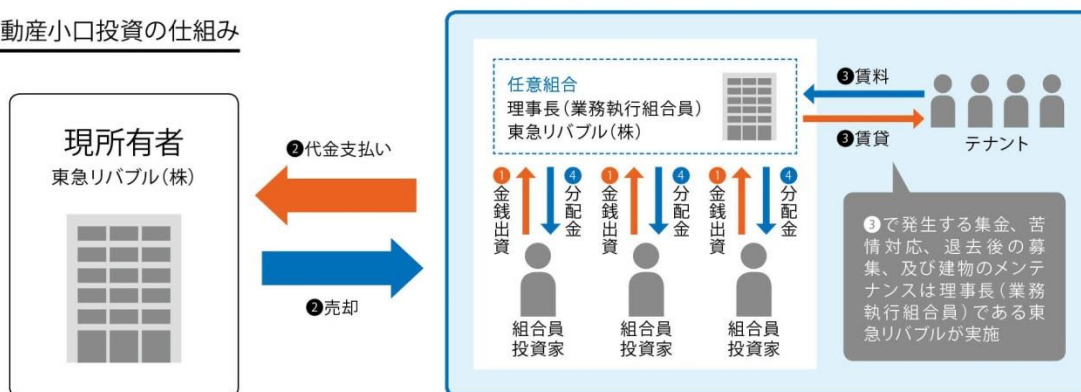 動産小口投資の仕組み
現所有者
東急リバブル(株)
❷代金支払い
❷売却
任意組合
理事長(業務執行組合員)
東急リバブル(株)
❶金銭出資
❹分配金
❶金銭出資
❹分配金
❶金銭出資
❹分配金
組合員
投資家
組合員
投資家
組合員
投資家
❸賃料
❸賃貸
テナント
❸で発生する集金、苦
情対応、退去後の募
集、及び建物のメンテ
ナンスは理事長(業務
執行組合員)である東
急リバブルが実施